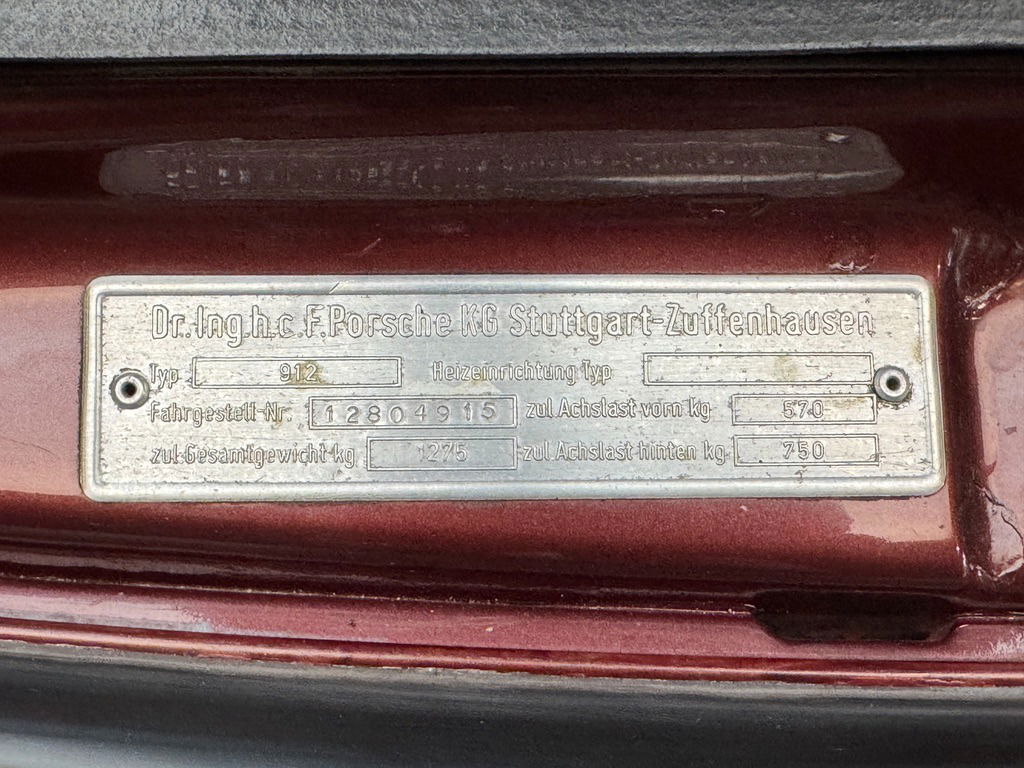 Dr. Ing. h.c. F. Porsche KG Stuttgart-Zuffenhausen
Typ 912 Heizeinrichtung Typ
Fahrgestell-Nr. 12804915 zul. Achslast vorn kg 570
zul. Gesamtgewicht kg 1275 zul. Achslast hinten kg 750